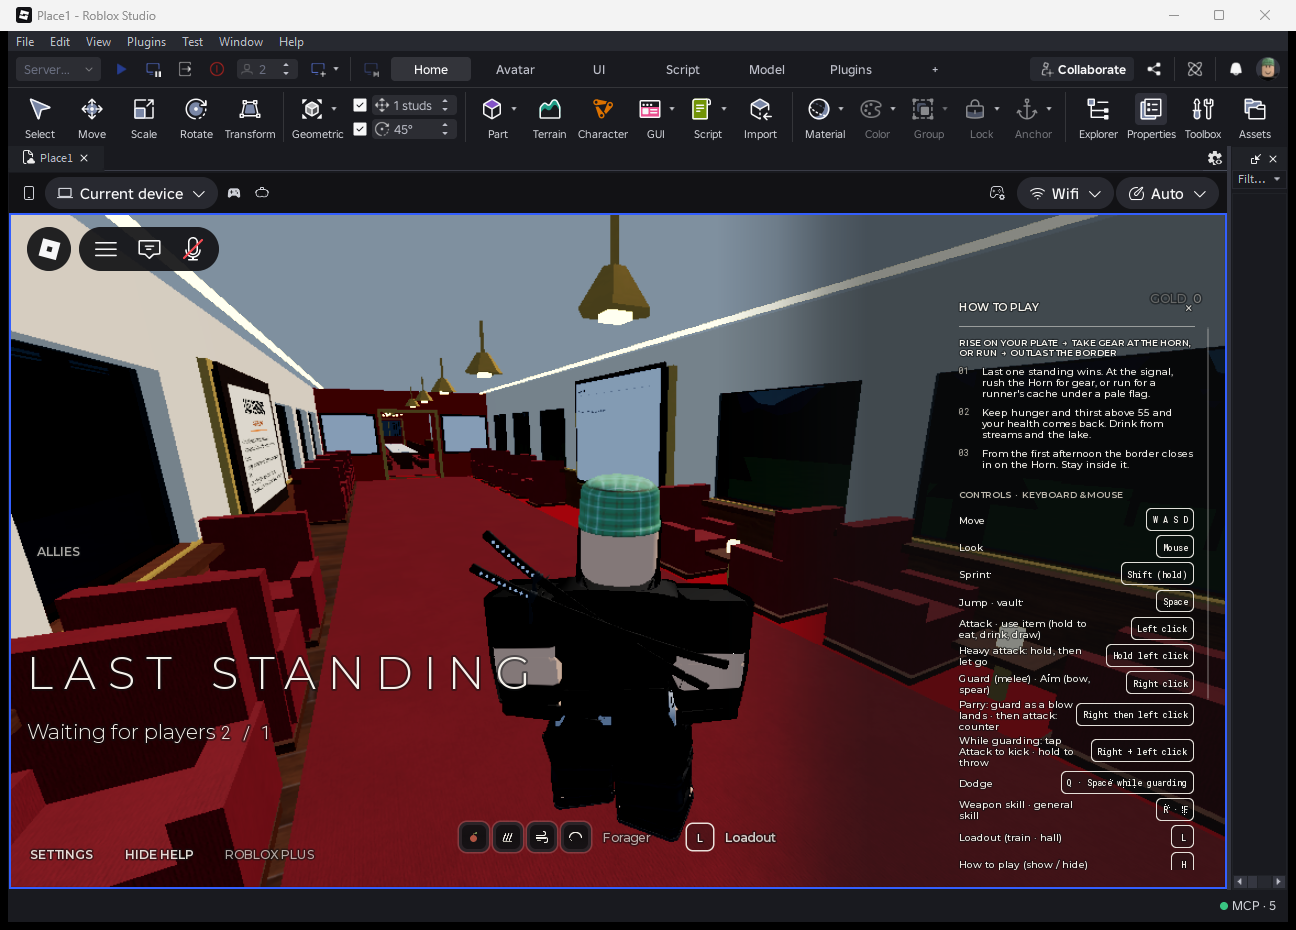 Place1 - Roblox Studio
File Edit View Plugins Test Window Help
Server... 2 Home Avatar UI Script Model Plugins + Collaborate
1 studs
45°
Select Move Scale Rotate Transform Geometric Part Terrain Character GUI Script Import Material Color Group Lock Anchor Explorer Properties Toolbox Assets
Place1
Filt...
Current device
Wifi
Auto
GOLD 0
HOW TO PLAY
RISE ON YOUR PLATE → TAKE GEAR AT THE HORN,
OR RUN → OUTLAST THE BORDER
01 Last one standing wins. At the signal,
rush the Horn for gear, or run for a
runner's cache under a pale flag.
02 Keep hunger and thirst above 55 and
your health comes back. Drink from
streams and the lake.
03 From the first afternoon the border closes
in on the Horn. Stay inside it.
CONTROLS · KEYBOARD & MOUSE
Move W A S D
Look Mouse
Sprint Shift (hold)
Jump · vault Space
Attack · use item (hold to
eat, drink, draw) Left click
Heavy attack: hold, then
let go Hold left click
Guard (melee) · Aim (bow,
spear) Right click
Parry: guard as a blow
lands · then attack:
counter Right then left click
While guarding: tap
Attack to kick · hold to
throw Right + left click
Dodge Q · Space while guarding
Weapon skill · general
skill R · F
Loadout (train · hall) L
How to play (show / hide) H
ALLIES
LAST STANDING
Waiting for players 2 / 1
SETTINGS HIDE HELP ROBLOX PLUS
Forager L Loadout
MCP · 5